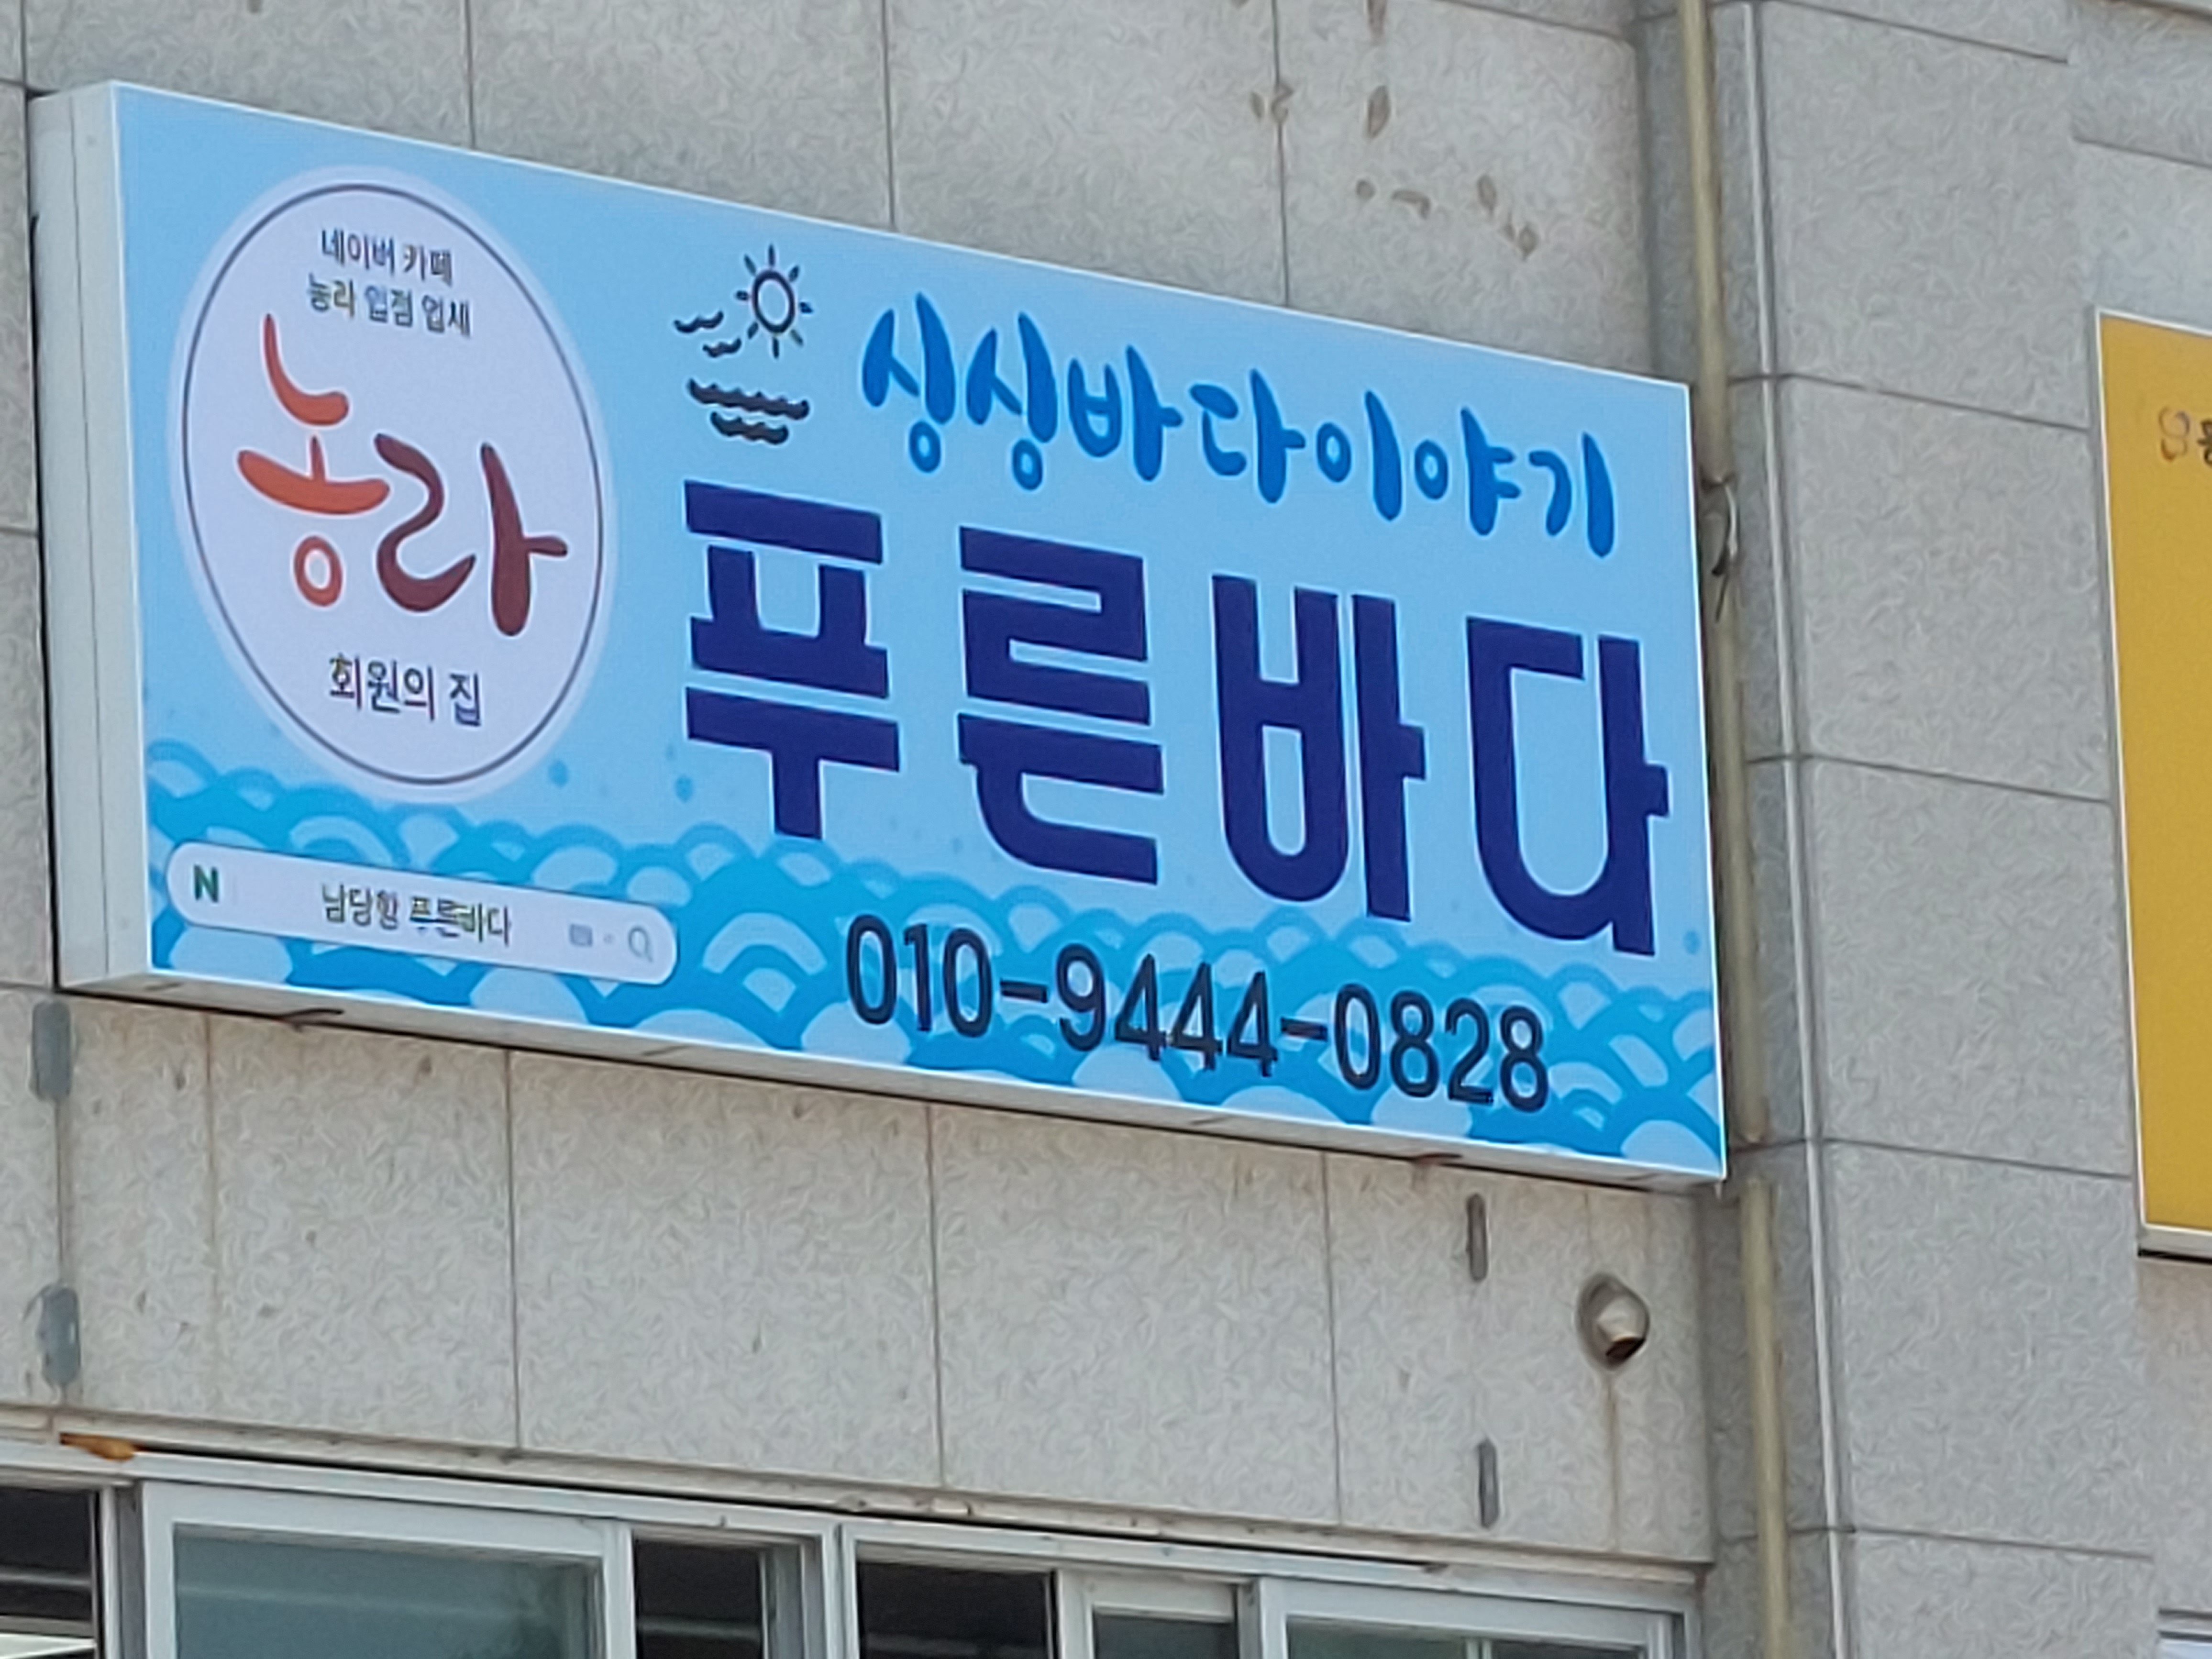 네이버 카페
농라 입점 업체
농라
회원의 집
싱싱바다이야기
푸른바다
N 남당항 푸른바다
010-9444-0828